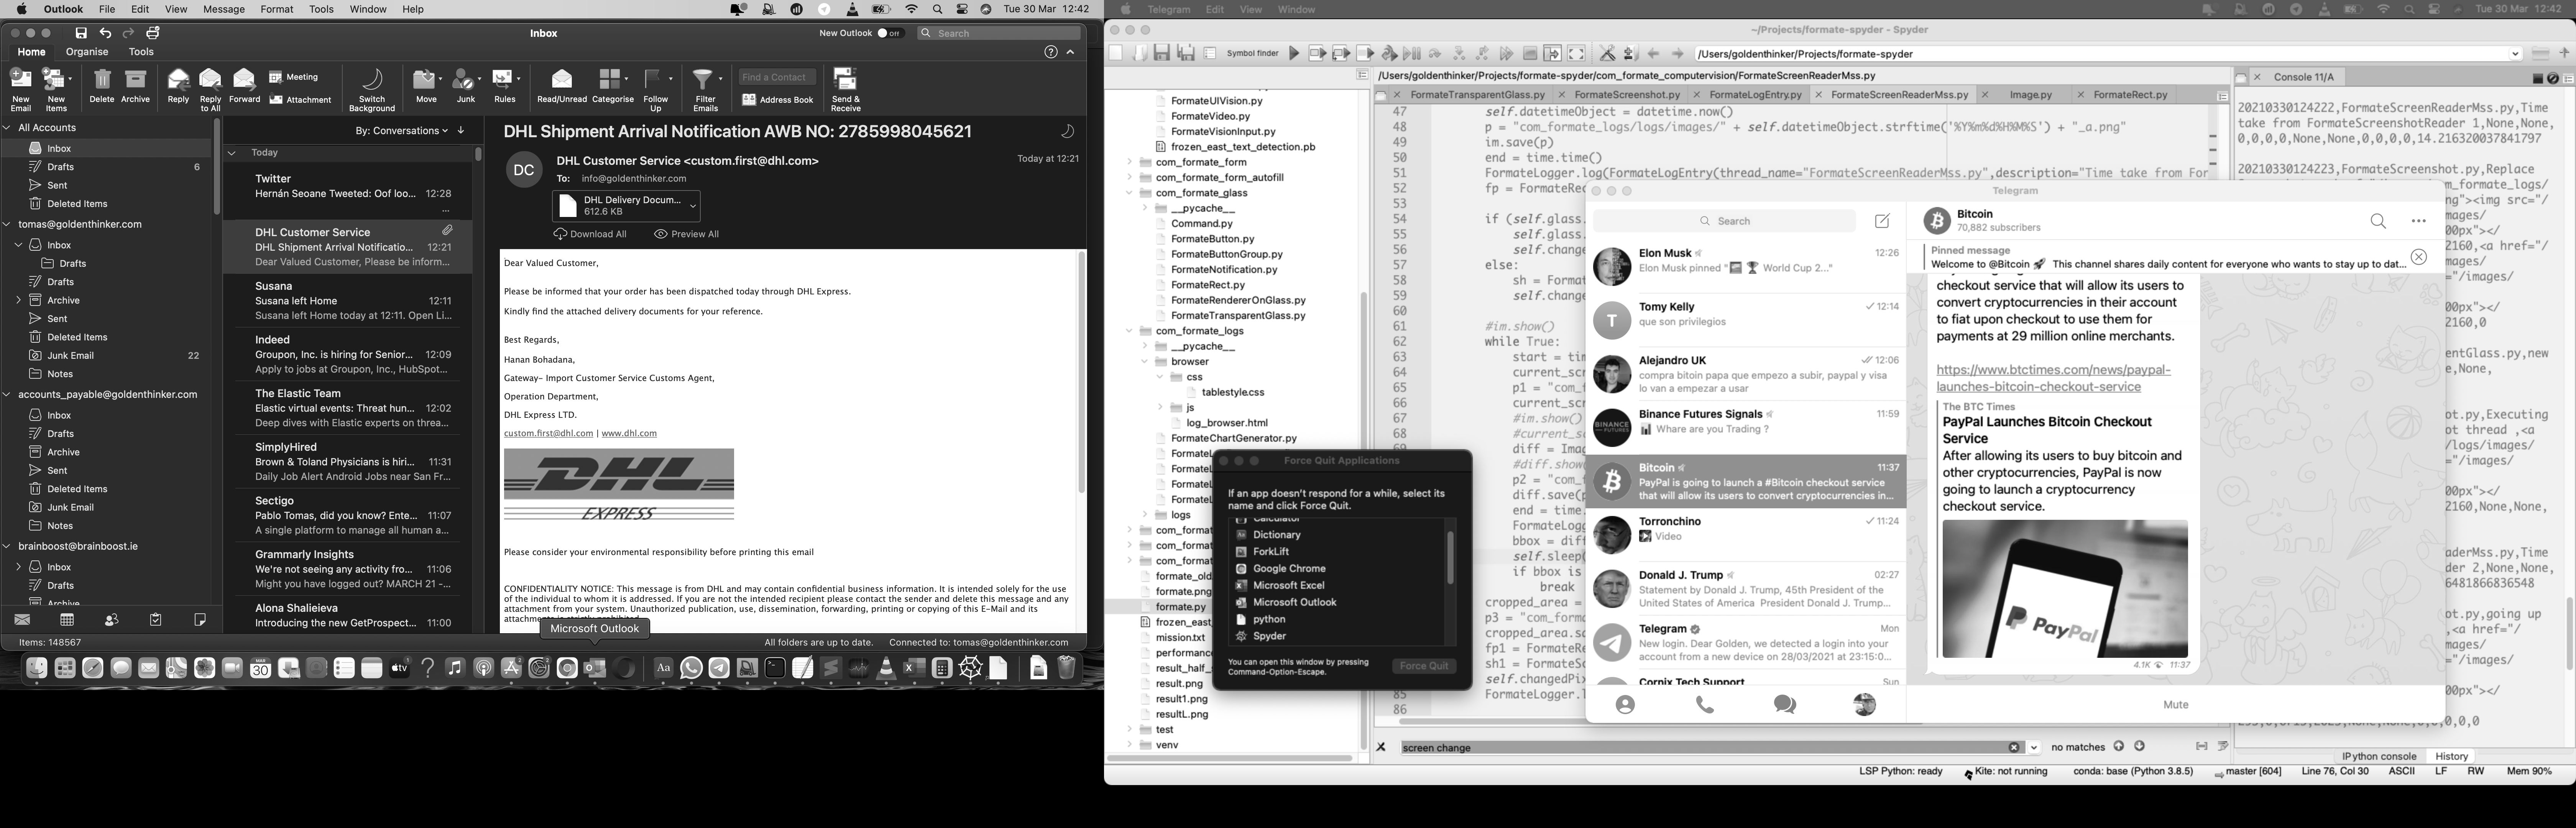 Outlook File Edit View Message Format Tools Window Help Tue 30 Mar 12:42
Inbox
New Outlook Off
Search
Home Organise Tools
New Email
New Items
Delete
Archive
Reply
Reply to All
Forward
Meeting
Attachment
Switch Background
Move
Junk
Rules
Read/Unread
Categorise
Follow Up
Filter Emails
Find a Contact
Address Book
Send & Receive
All Accounts
Inbox
Drafts 6
Sent
Deleted Items
tomas@goldenthinker.com
Inbox
Drafts
Drafts
Archive
Sent
Deleted Items
Junk Email 22
Notes
accounts_payable@goldenthinker.com
Inbox
Drafts
Archive
Sent
Deleted Items
Junk Email
Notes
brainboost@brainboost.ie
Inbox
Drafts
Archive
Items: 148567
By: Conversations
Today
Twitter
Hernán Seoane Tweeted: Oof loo... 12:28
...
DHL Customer Service
DHL Shipment Arrival Notificatio... 12:21
Dear Valued Customer, Please be inform...
Susana
Susana left Home 12:11
Susana left Home today at 12:11. Open Li...
Indeed
Groupon, Inc. is hiring for Senior... 12:09
Apply to jobs at Groupon, Inc., HubSpot...
The Elastic Team
Elastic virtual events: Threat hun... 12:02
Deep dives with Elastic experts on threa...
SimplyHired
Brown & Toland Physicians is hiri... 11:31
Daily Job Alert Android Jobs near San Fr...
Sectigo
Pablo Tomas, did you know? Ente... 11:07
A single platform to manage all human a...
Grammarly Insights
We're not seeing any activity fro... 11:06
Might you have logged out? MARCH 21 -...
Alona Shalieieva
Introducing the new GetProspect... 11:00
DHL Shipment Arrival Notification AWB NO: 2785998045621
DC
DHL Customer Service <custom.first@dhl.com>
Today at 12:21
To: info@goldenthinker.com
DHL Delivery Docum...
612.6 KB
Download All Preview All
Dear Valued Customer,
Please be informed that your order has been dispatched today through DHL Express.
Kindly find the attached delivery documents for your reference.
Best Regards,
Hanan Bohadana,
Gateway– Import Customer Service Customs Agent,
Operation Department,
DHL Express LTD.
custom.first@dhl.com | www.dhl.com
DHL
EXPRESS
Please consider your environmental responsibility before printing this email
CONFIDENTIALITY NOTICE: This message is from DHL and may contain confidential business information. It is intended solely for the use
of the individual to whom it is addressed. If you are not the intended recipient please contact the sender and delete this message and any
attachment from your system. Unauthorized publication, use, dissemination, forwarding, printing or copying of this E-Mail and its
Microsoft Outlook
All folders are up to date. Connected to: tomas@goldenthinker.com
Telegram Edit View Window Tue 30 Mar 12:42
~/Projects/formate-spyder - Spyder
Symbol finder
/Users/goldenthinker/Projects/formate-spyder
/Users/goldenthinker/Projects/formate-spyder/com_formate_computervision/FormateScreenReaderMss.py
FormateTransparentGlass.py FormateScreenshot.py FormateLogEntry.py FormateScreenReaderMss.py Image.py FormateRect.py
FormateUIVision.py
FormateVideo.py
FormateVisionInput.py
frozen_east_text_detection.pb
com_formate_form
com_formate_form_autofill
com_formate_glass
__pycache__
Command.py
FormateButton.py
FormateButtonGroup.py
FormateNotification.py
FormateRect.py
FormateRendererOnGlass.py
FormateTransparentGlass.py
com_formate_logs
__pycache__
browser
css
tablestyle.css
js
log_browser.html
FormateChartGenerator.py
FormateL
FormateL
FormateL
FormateL
logs
com_format
com_format
com_format
formate_old
formate.png
formate.py
frozen_east_
mission.txt
performance
result_half_s
result.png
result1.png
resultL.png
test
venv
47 self.datetimeObject = datetime.now()
48 p = "com_formate_logs/logs/images/" + self.datetimeObject.strftime('%Y%m%d%H%M%S') + "_a.png"
49 im.save(p)
50 end = time.time()
51 FormateLogger.log(FormateLogEntry(thread_name="FormateScreenReaderMss.py",description="Time take from For
52 fp = FormateRec
53
54 if (self.glass.
55 self.glass.
56 self.change
57 else:
58 sh = Format
59 self.change
60
61 #im.show()
62 while True:
63 start = tim
64 current_scr
65 p1 = "com_f
66 current_scr
67 #im.show()
68 #current_sc
69 diff = Imag
#diff.show(
p2 = "com_f
diff.save(p
end = time.
FormateLogg
bbox = diff
self.sleep(
if bbox is
break
cropped_area =
p3 = "com_forma
cropped_area.sa
fp1 = FormateRe
sh1 = FormateSc
self.changedPix
85 FormateLogger.l
86
Force Quit Applications
If an app doesn't respond for a while, select its
name and click Force Quit.
Calculator
Dictionary
ForkLift
Google Chrome
Microsoft Excel
Microsoft Outlook
python
Spyder
You can open this window by pressing
Command-Option-Escape.
Force Quit
Telegram
Search
Elon Musk 12:26
Elon Musk pinned "World Cup 2..."
T
Tomy Kelly 12:14
que son privilegios
Alejandro UK 12:06
compra bitcoin papa que empezo a subir, paypal y visa
lo van a empezar a usar
Binance Futures Signals 11:59
Whare are you Trading ?
Bitcoin 11:37
PayPal is going to launch a #Bitcoin checkout service
that will allow its users to convert cryptocurrencies in...
Torronchino 11:24
Video
Donald J. Trump 02:27
Statement by Donald J. Trump, 45th President of the
United States of America President Donald J. Trump...
Telegram Mon
New login. Dear Golden, we detected a login into your
account from a new device on 28/03/2021 at 23:15:0...
Cornix Tech Support Sun
Bitcoin
70,882 subscribers
Pinned message
Welcome to @Bitcoin 🚀 This channel shares daily content for everyone who wants to stay up to dat...
checkout service that will allow its users to
convert cryptocurrencies in their account
to fiat upon checkout to use them for
payments at 29 million online merchants.
https://www.btctimes.com/news/paypal-
launches-bitcoin-checkout-service
The BTC Times
PayPal Launches Bitcoin Checkout
Service
After allowing its users to buy bitcoin and
other cryptocurrencies, PayPal is now
going to launch a cryptocurrency
checkout service.
PayPal
4.1K 11:37
Mute
Console 11/A
20210330124222,FormateScreenReaderMss.py,Time
take from FormateScreenshotReader 1,None,None,
0,0,0,0,None,None,0,0,0,0,14.216320037841797
20210330124223,FormateScreenshot.py,Replace
m_formate_logs/
"><img src="/
mages/
00px"></
2160,<a href="/
="/images/
00px"></
2160,0
entGlass.py,new
e,None,
ot.py,Executing
ot thread ,<a
/logs/images/
="/images/
00px"></
2160,None,None,
aderMss.py,Time
der 2,None,None,
6481866836548
ot.py,going up
,<a href="/
="/images/
00px"></
screen change
no matches
IPython console History
LSP Python: ready Kite: not running conda: base (Python 3.8.5) master [604] Line 76, Col 30 ASCII LF RW Mem 90%